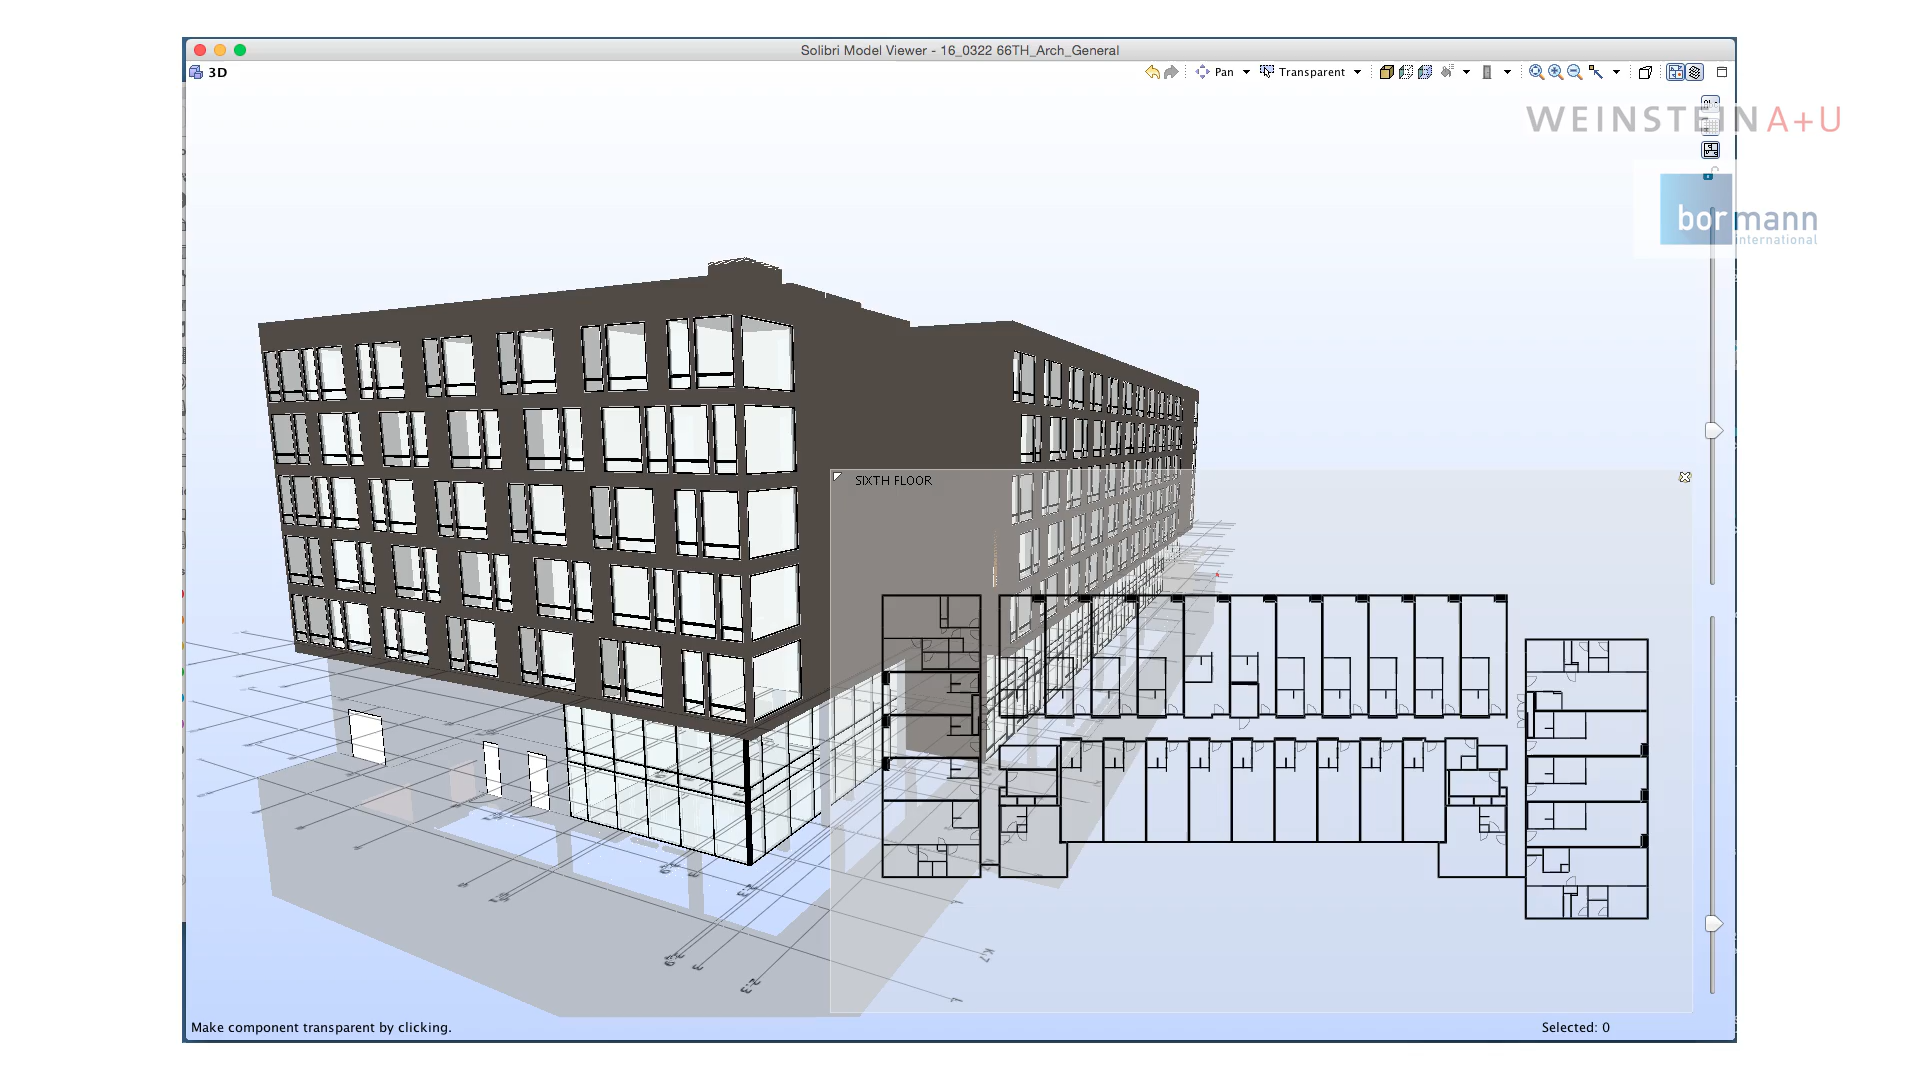 Solibri Model Viewer - 16_0322 66TH_Arch_General
3D
Pan
Transparent
WEINSTEINA+U
bormann
international
SIXTH FLOOR
Make component transparent by clicking.
Selected: 0